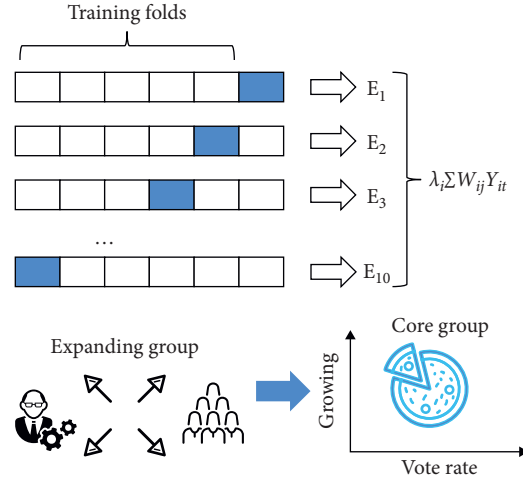 Training folds
E₁
E₂
λᵢΣWᵢⱼYᵢₜ
E₃
...
E₁₀
Core group
Expanding group
Growing
Vote rate